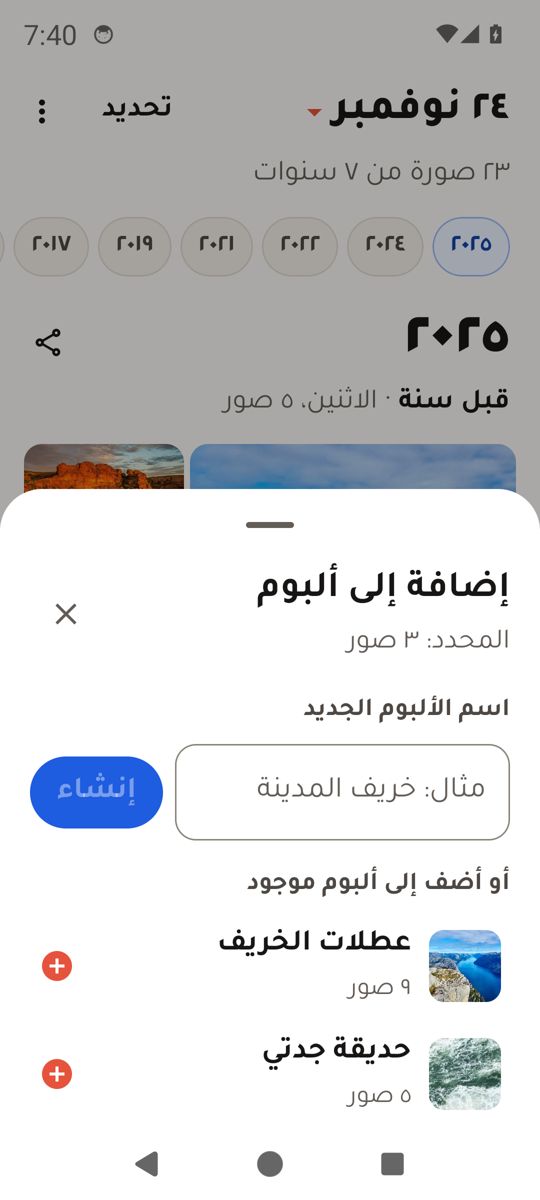 7:40
٢٤ نوفمبر
تحديد
٢٣ صورة من ٧ سنوات
٢٠٢٥ ٢٠٢٤ ٢٠٢٢ ٢٠٢١ ٢٠١٩ ٢٠١٧
٢٠٢٥
قبل سنة · الاثنين، ٥ صور
إضافة إلى ألبوم
المحدد: ٣ صور
اسم الألبوم الجديد
مثال: خريف المدينة
إنشاء
أو أضف إلى ألبوم موجود
عطلات الخريف
٩ صور
حديقة جدتي
٥ صور